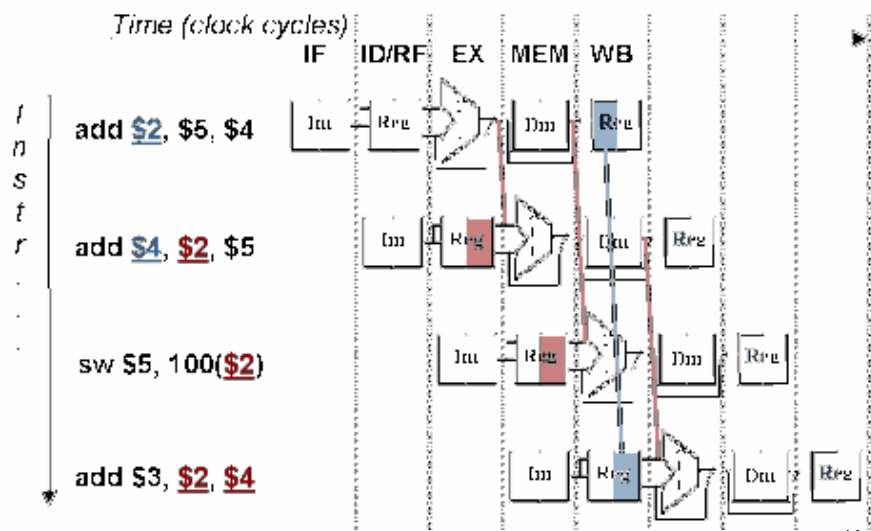 Time (clock cycles)
IF ID/RF EX MEM WB
I
n
s
t
r
.
.
.
add $2, $5, $4
Im Reg Dm Reg
add $4, $2, $5
Im Reg Dm Reg
sw $5, 100($2)
Im Reg Dm Reg
add $3, $2, $4
Im Reg Dm Reg